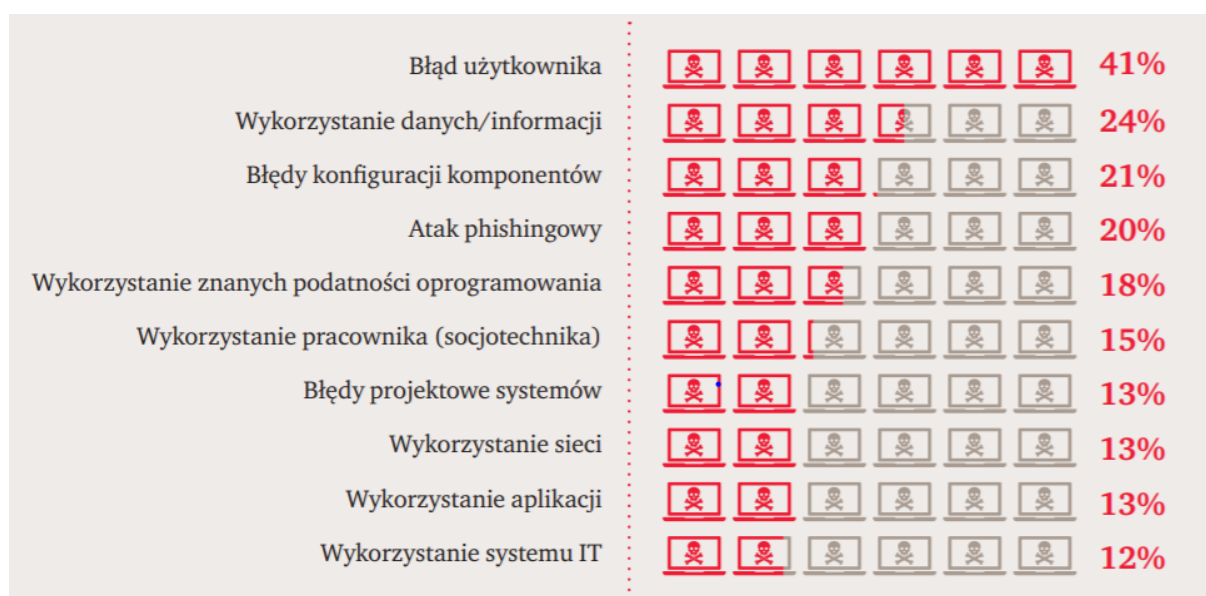 Błąd użytkownika 41%
Wykorzystanie danych/informacji 24%
Błędy konfiguracji komponentów 21%
Atak phishingowy 20%
Wykorzystanie znanych podatności oprogramowania 18%
Wykorzystanie pracownika (socjotechnika) 15%
Błędy projektowe systemów 13%
Wykorzystanie sieci 13%
Wykorzystanie aplikacji 13%
Wykorzystanie systemu IT 12%